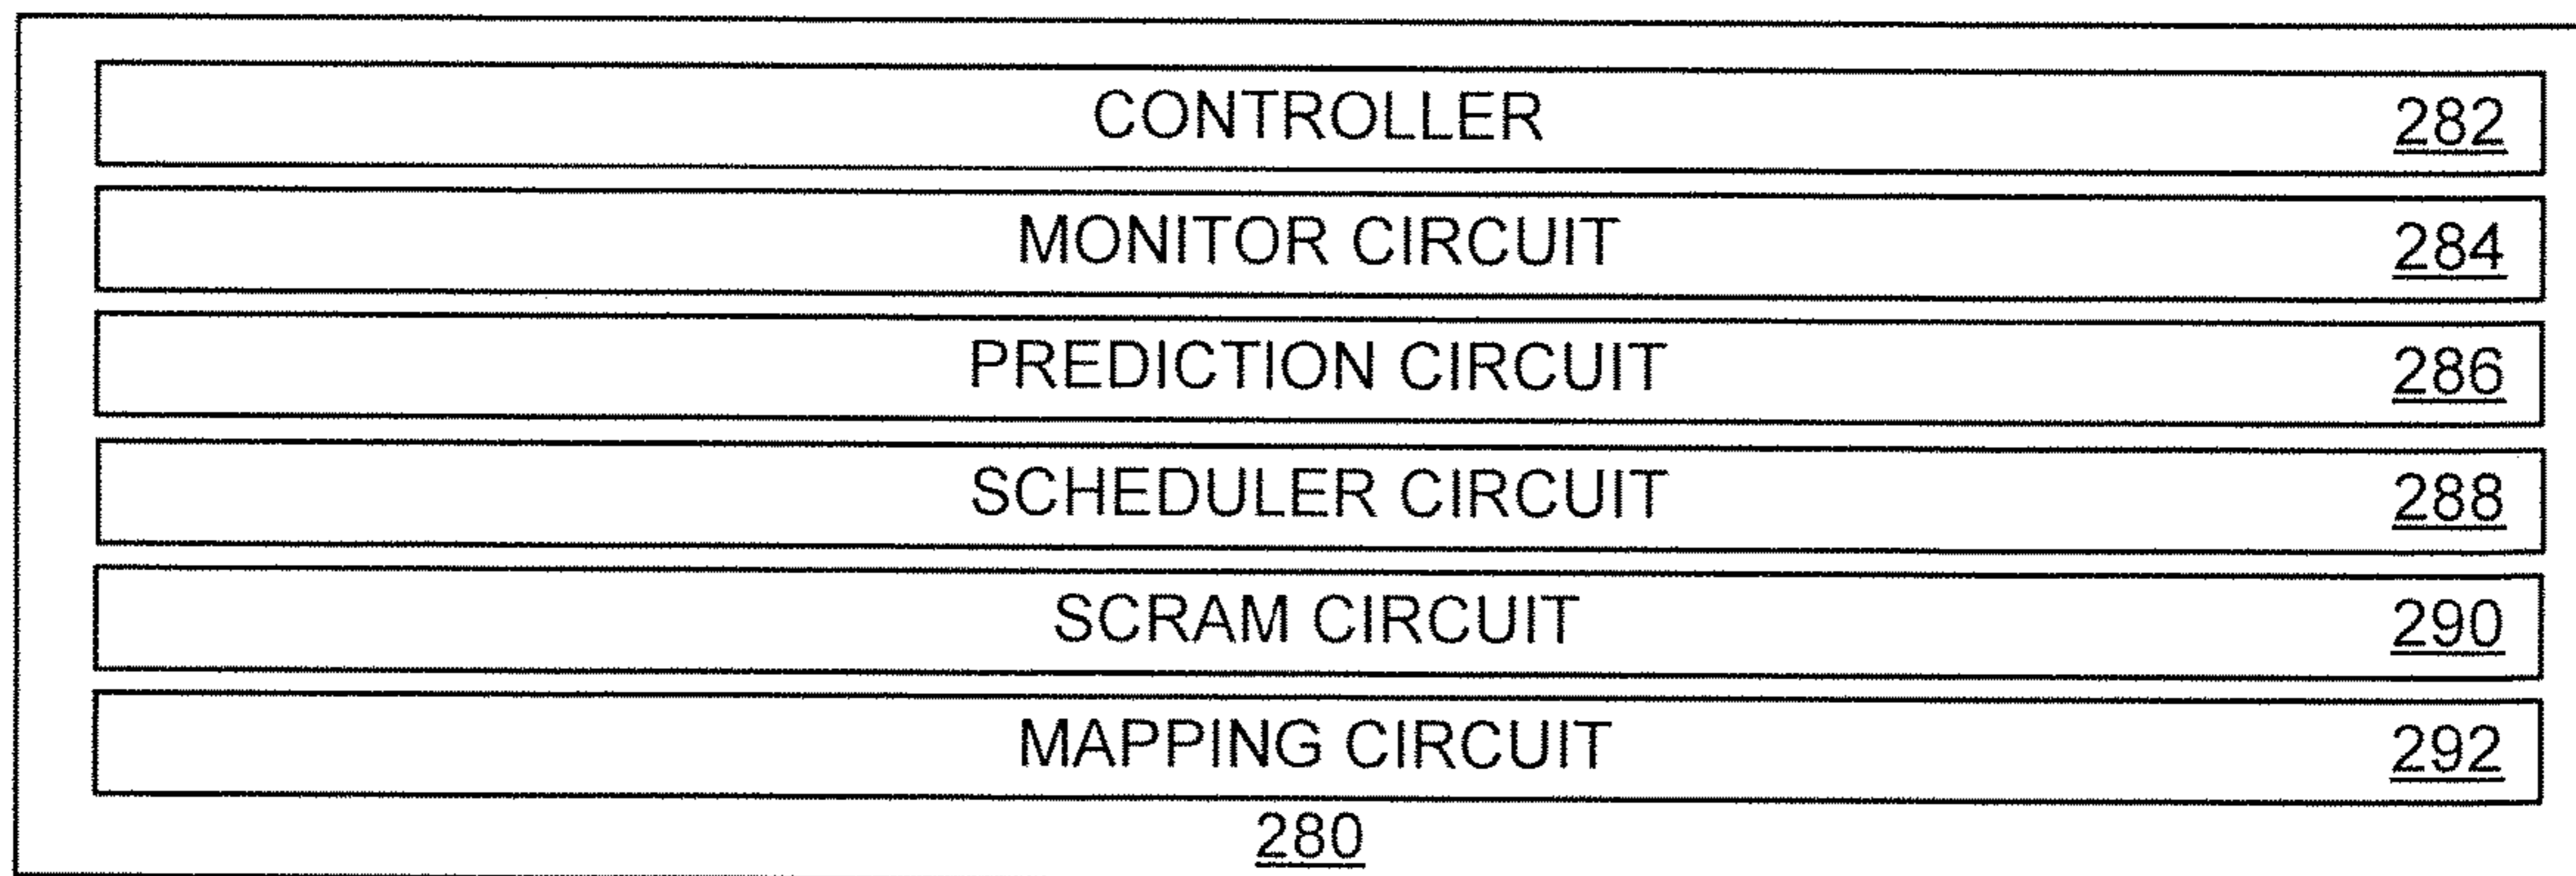 CONTROLLER 282
MONITOR CIRCUIT 284
PREDICTION CIRCUIT 286
SCHEDULER CIRCUIT 288
SCRAM CIRCUIT 290
MAPPING CIRCUIT 292
280